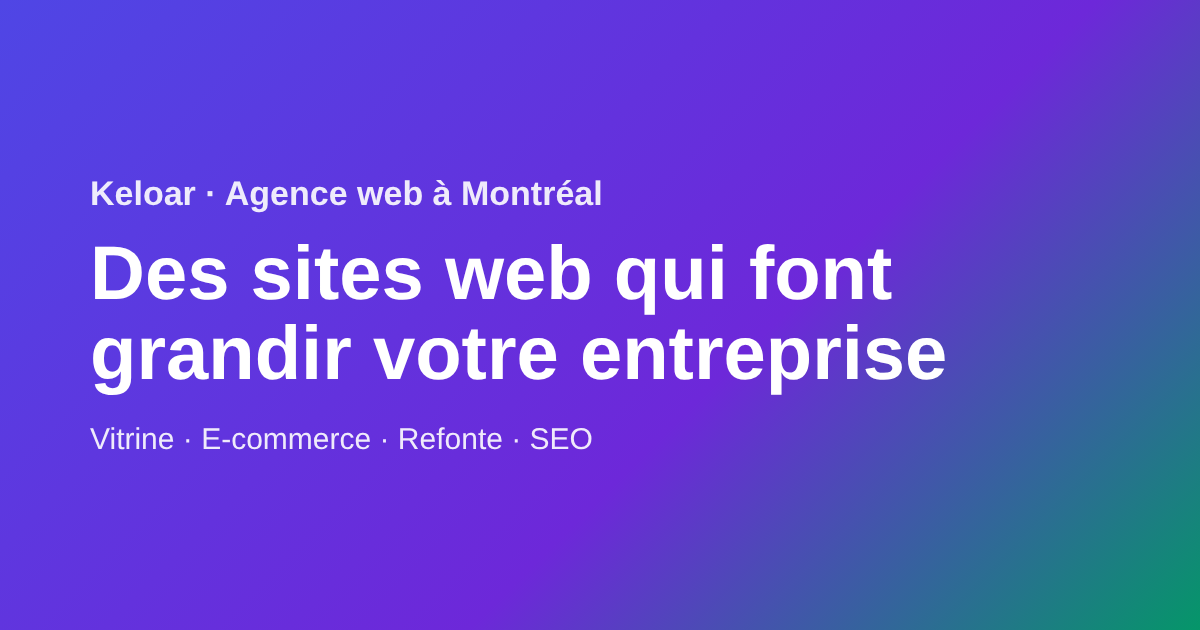 Keloar · Agence web à Montréal
Des sites web qui font
grandir votre entreprise
Vitrine · E-commerce · Refonte · SEO